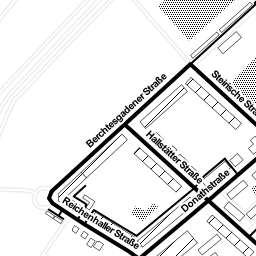 Berchtesgadener Straße
Steirische Stra
Hallstätter Straße
Donathstraße
Reichenhaller Straße